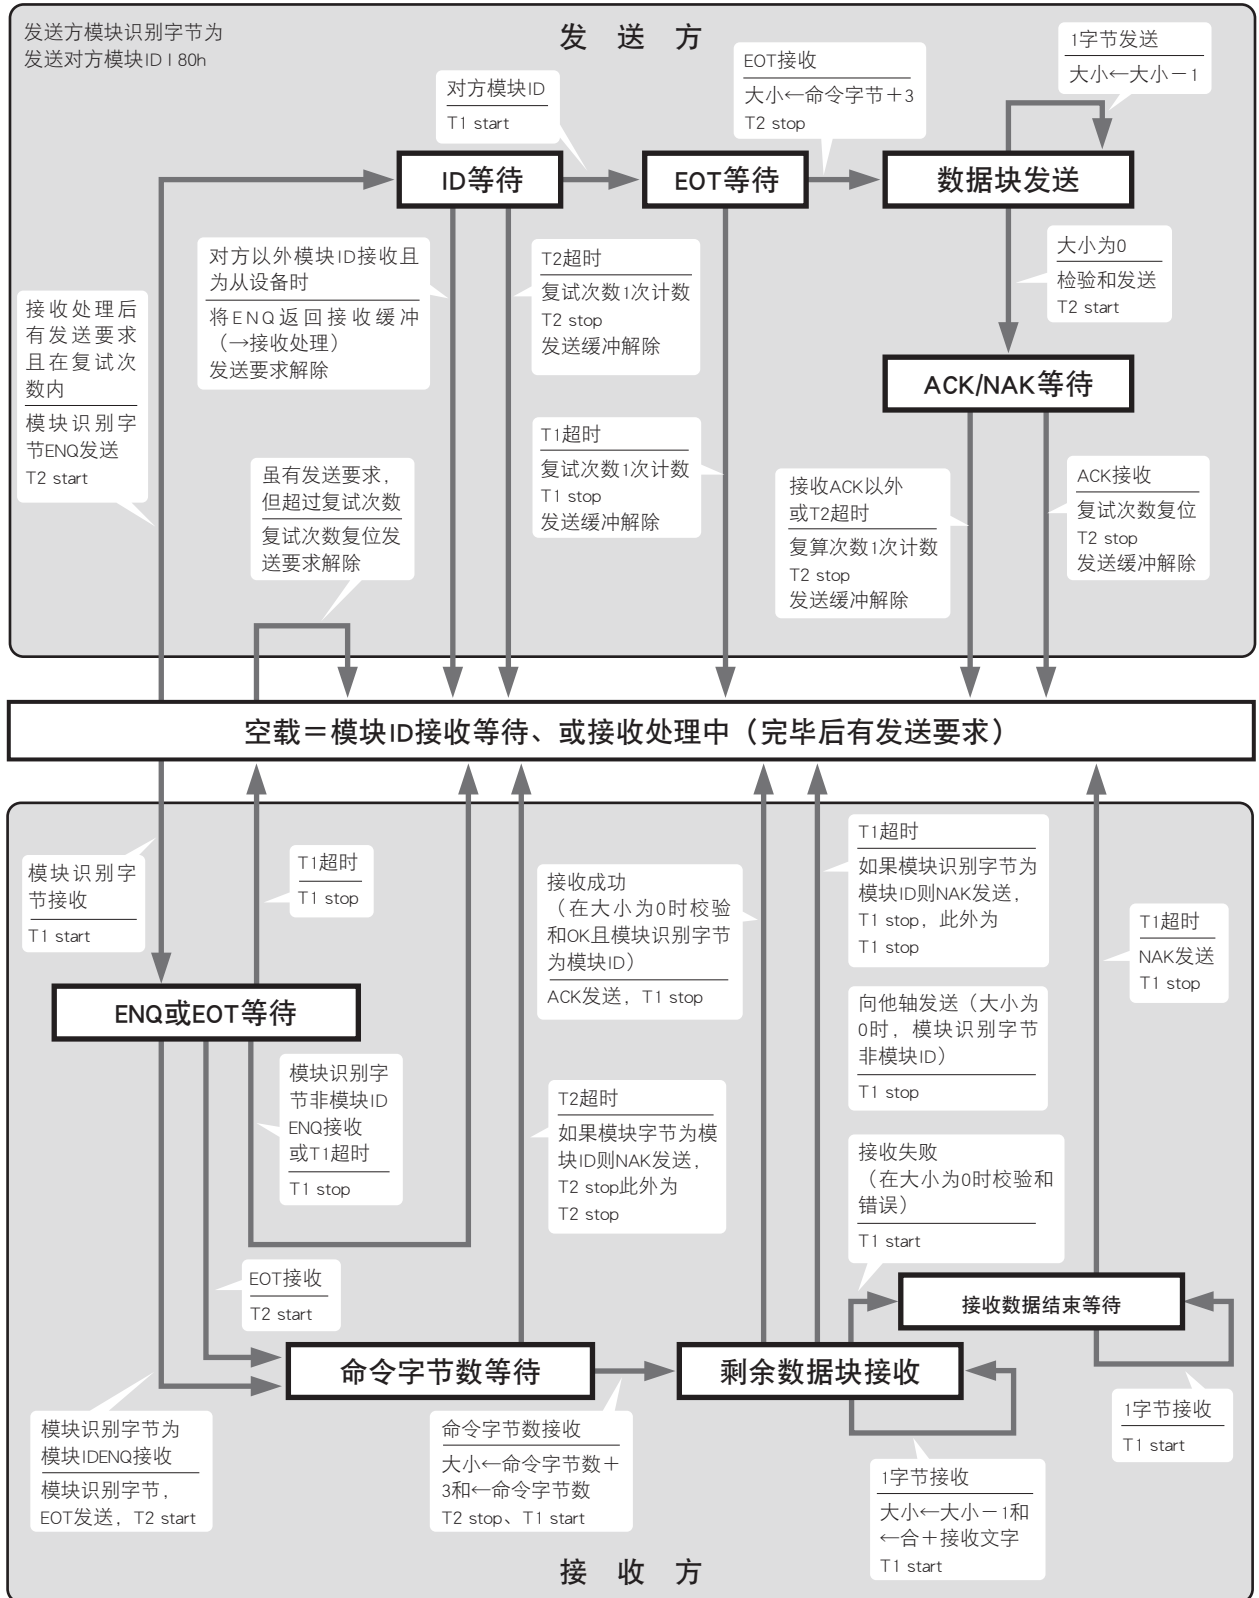 发送方模块识别字节为
发送对方模块ID I 80h
发 送 方
1字节发送
大小←大小－1
EOT接收
大小←命令字节＋3
T2 stop
对方模块ID
T1 start
ID等待
EOT等待
数据块发送
对方以外模块ID接收且
为从设备时
将ENQ返回接收缓冲
（→接收处理）
发送要求解除
T2超时
复试次数1次计数
T2 stop
发送缓冲解除
大小为0
检验和发送
T2 start
接收处理后
有发送要求
且在复试次
数内
模块识别字
节ENQ发送
T2 start
ACK/NAK等待
T1超时
复试次数1次计数
T1 stop
发送缓冲解除
虽有发送要求，
但超过复试次数
复试次数复位发
送要求解除
接收ACK以外
或T2超时
复算次数1次计数
T2 stop
发送缓冲解除
ACK接收
复试次数复位
T2 stop
发送缓冲解除
空载＝模块ID接收等待、或接收处理中（完毕后有发送要求）
模块识别字
节接收
T1 start
T1超时
T1 stop
接收成功
（在大小为0时校验
和OK且模块识别字节
为模块ID）
ACK发送，T1 stop
T1超时
如果模块识别字节为
模块ID则NAK发送，
T1 stop，此外为
T1 stop
T1超时
NAK发送
T1 stop
ENQ或EOT等待
向他轴发送（大小为
0时，模块识别字节
非模块ID）
T1 stop
模块识别字
节非模块ID
ENQ接收
或T1超时
T1 stop
T2超时
如果模块字节为模
块ID则NAK发送，
T2 stop此外为
T2 stop
接收失败
（在大小为0时校验和
错误）
T1 start
EOT接收
T2 start
接收数据结束等待
命令字节数等待
剩余数据块接收
模块识别字节为
模块IDENQ接收
模块识别字节，
EOT发送，T2 start
命令字节数接收
大小←命令字节数＋
3和←命令字节数
T2 stop、T1 start
1字节接收
T1 start
1字节接收
大小←大小－1和
←合＋接收文字
T1 start
接 收 方